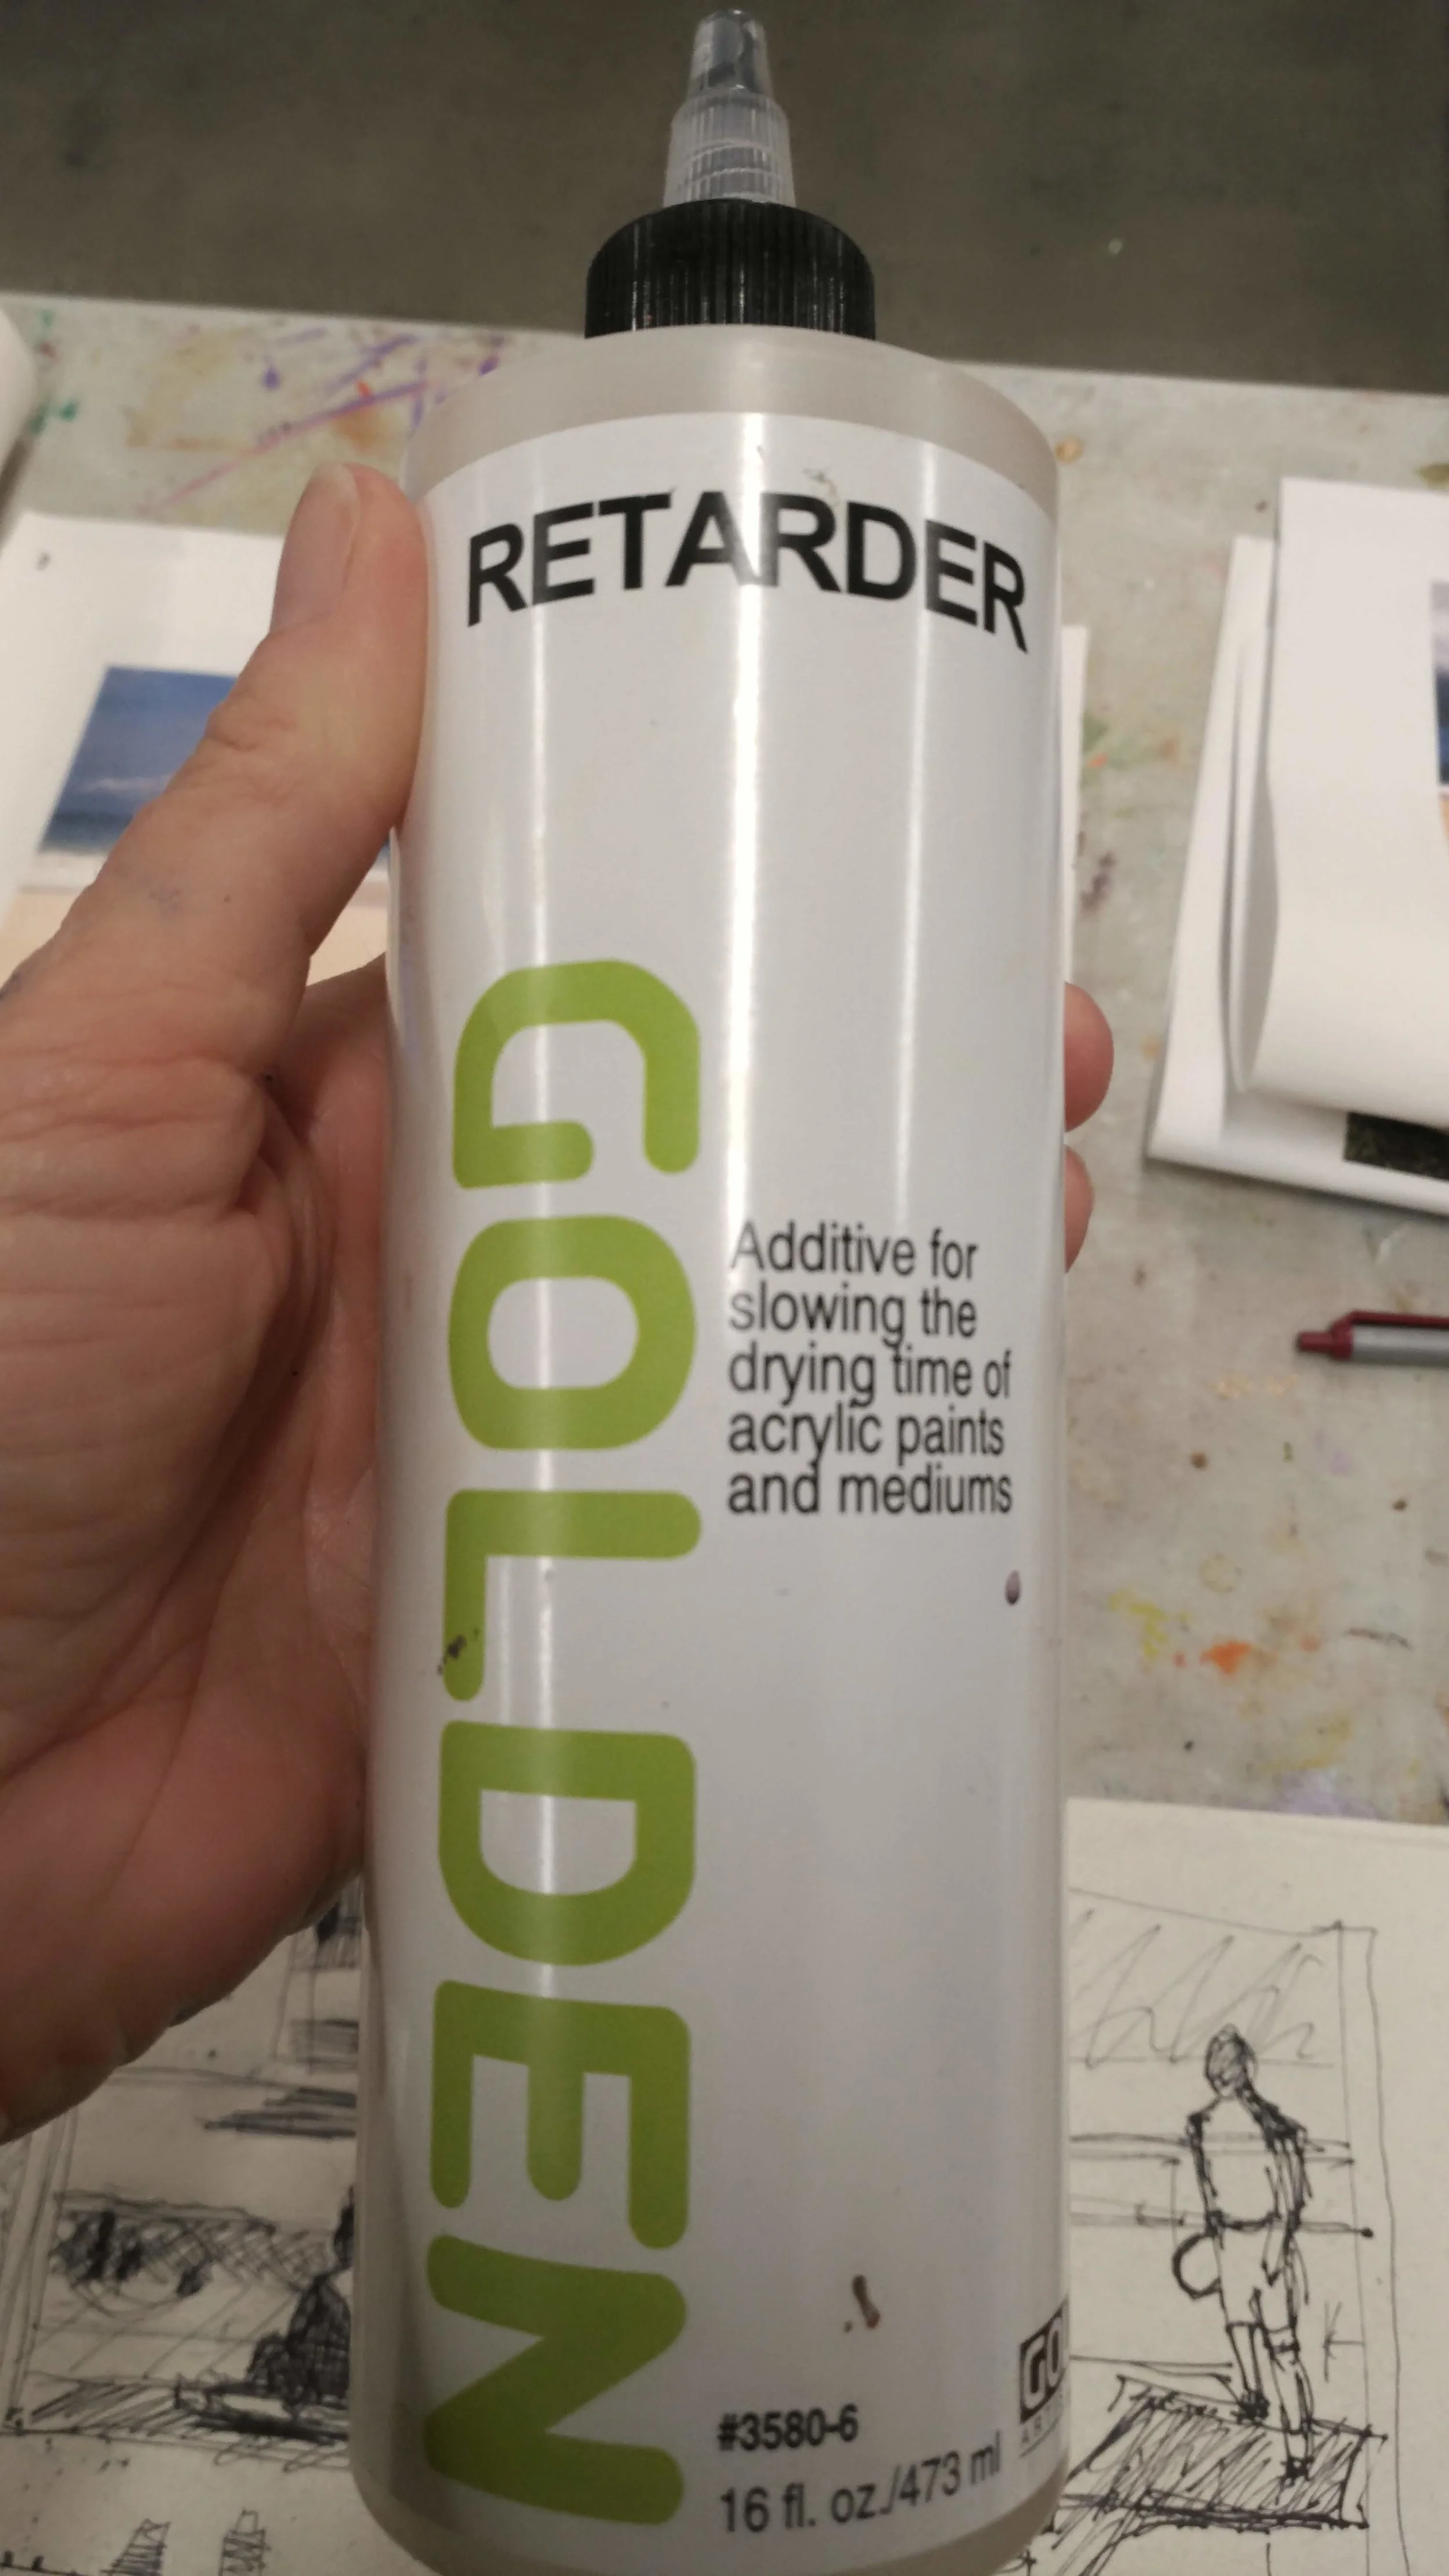 RETARDER
GOLDEN
Additive for
slowing the
drying time of
acrylic paints
and mediums
#3580-6
16 fl. oz./473 ml